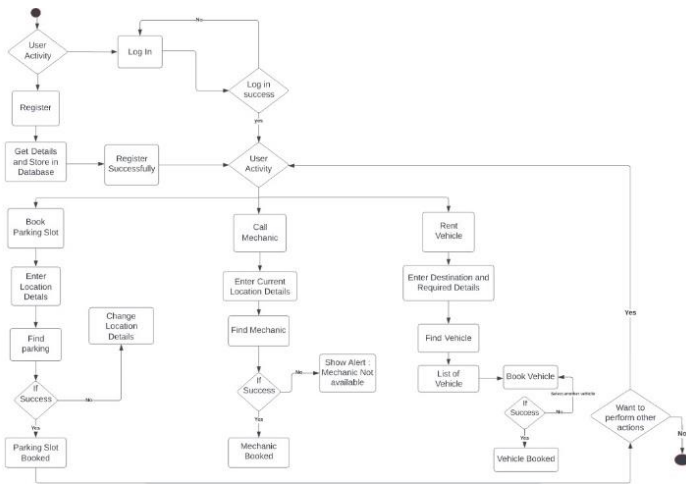 No
User
Activity
Log In
Log in
success
yes
Register
Get Details
and Store in
Database
Register
Successfully
User
Activity
Book
Parking Slot
Call
Mechanic
Rent
Vehicle
Enter
Location
Detals
Enter Current
Location Details
Enter Destination and
Required Details
Change
Location
Details
Yes
Find
parking
Find Mechanic
Find Vehicle
Show Alert :
Mechanic Not
available
List of
Vehicle
Book Vehicle
If
Success
No
If
Success
No
Select another vehicle
If
Success
No
Want to
perform other
actions
Yes
Yes
Yes
No
Parking Slot
Booked
Mechanic
Booked
Vehicle Booked